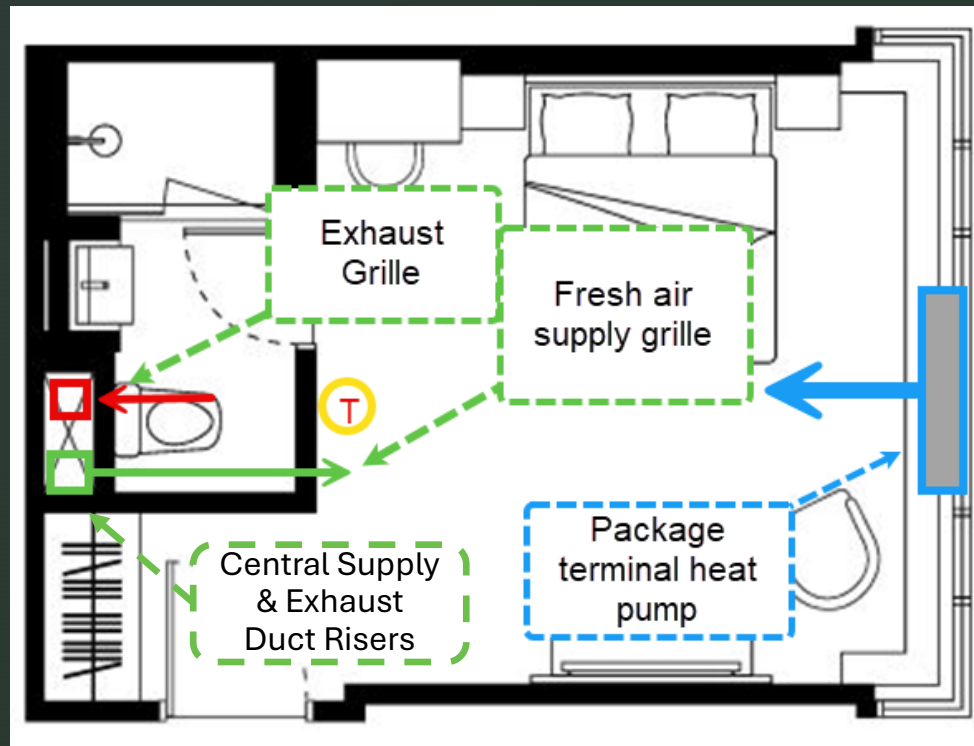 Exhaust
Grille
Fresh air
supply grille
T
Package
terminal heat
pump
Central Supply
& Exhaust
Duct Risers